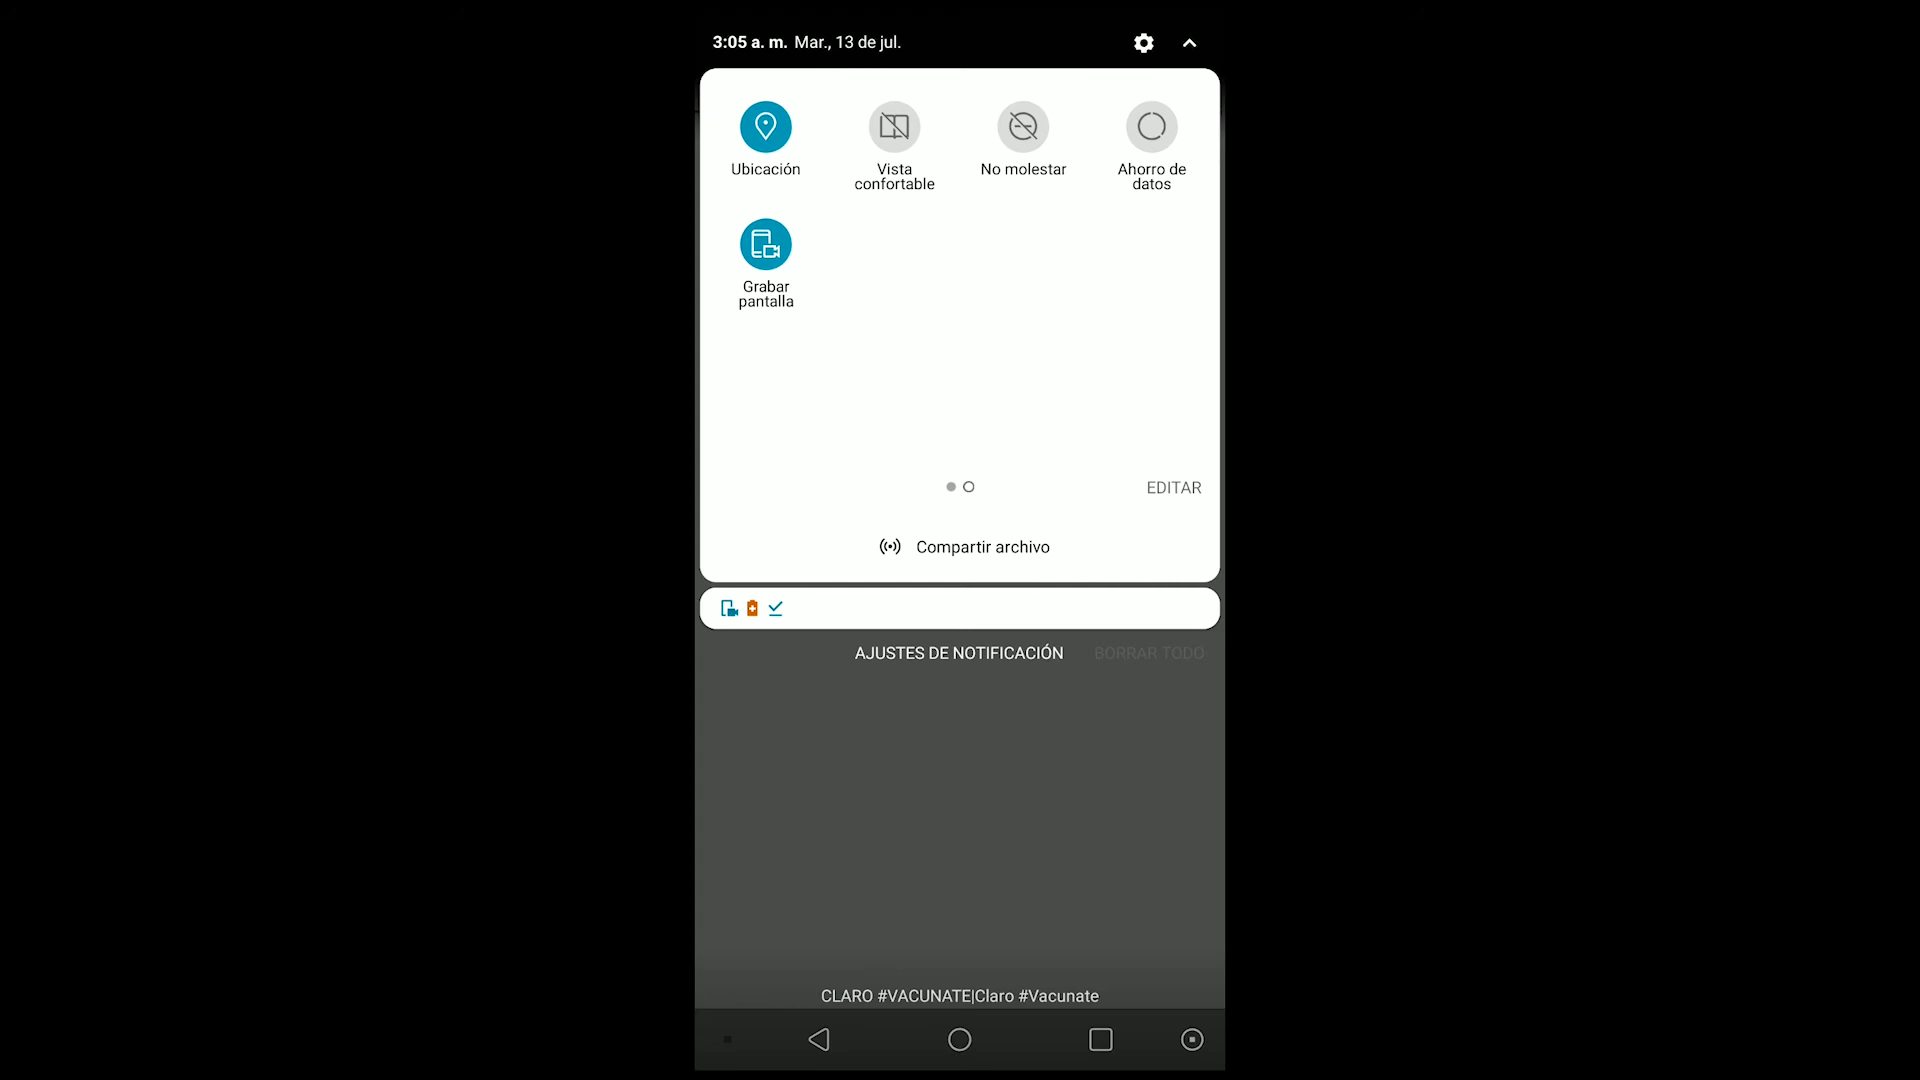 3:05 a. m. Mar., 13 de jul.
Ubicación
Vista
confortable
No molestar
Ahorro de
datos
Grabar
pantalla
EDITAR
Compartir archivo
AJUSTES DE NOTIFICACIÓN
BORRAR TODO
CLARO #VACUNATE|Claro #Vacunate